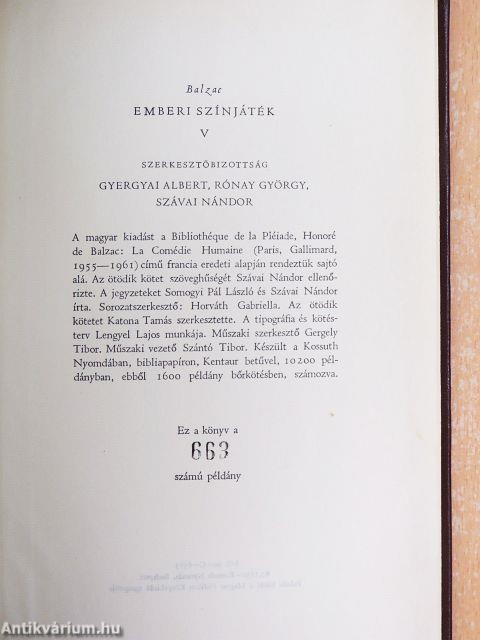 Balzac
EMBERI SZÍNJÁTÉK
V
SZERKESZTŐBIZOTTSÁG
GYERGYAI ALBERT, RÓNAY GYÖRGY,
SZÁVAI NÁNDOR
A magyar kiadást a Bibliothéque de la Pléiade, Honoré
de Balzac: La Comédie Humaine (Paris, Gallimard,
1955—1961) című francia eredeti alapján rendeztük sajtó
alá. Az ötödik kötet szöveghűségét Szávai Nándor ellenő-
rizte. A jegyzeteket Somogyi Pál László és Szávai Nándor
írta. Sorozatszerkesztő: Horváth Gabriella. Az ötödik
kötetet Katona Tamás szerkesztette. A tipográfia és kötés-
terv Lengyel Lajos munkája. Műszaki szerkesztő Gergely
Tibor. Műszaki vezető Szántó Tibor. Készült a Kossuth
Nyomdában, bibliapapíron, Kentaur betűvel, 10200 pél-
dányban, ebből 1600 példány bőrkötésben, számozva.
Ez a könyv a
663
számú példány
Antikvárium.hu